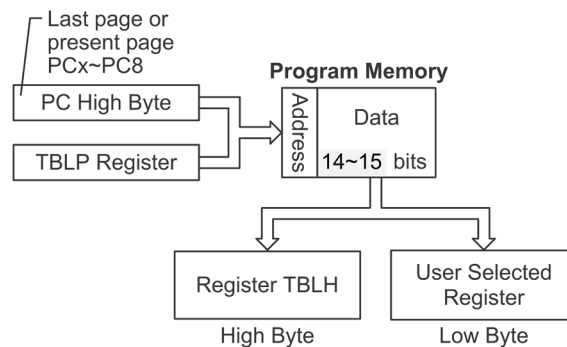 Last page or
present page
PCx~PC8
Program Memory
PC High Byte
Address
Data
TBLP Register
14~15 bits
Register TBLH
User Selected
Register
High Byte
Low Byte